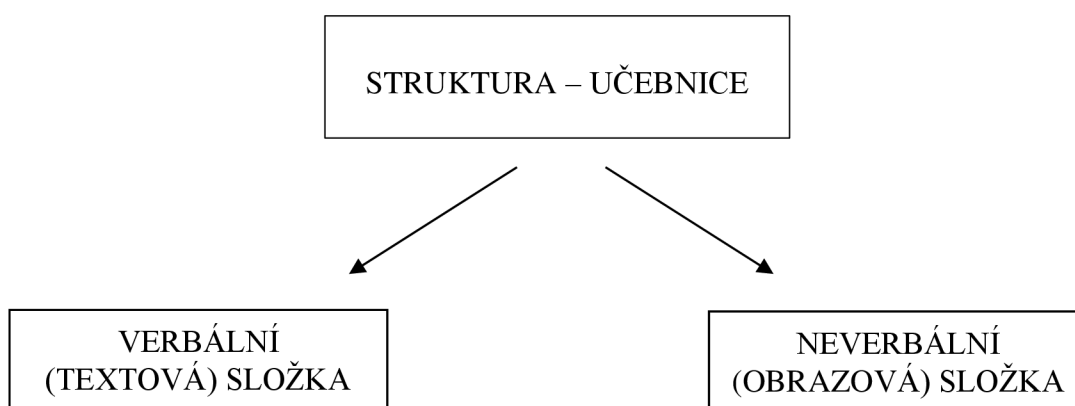 STRUKTURA – UČEBNICE
VERBÁLNÍ
(TEXTOVÁ) SLOŽKA
NEVERBÁLNÍ
(OBRAZOVÁ) SLOŽKA